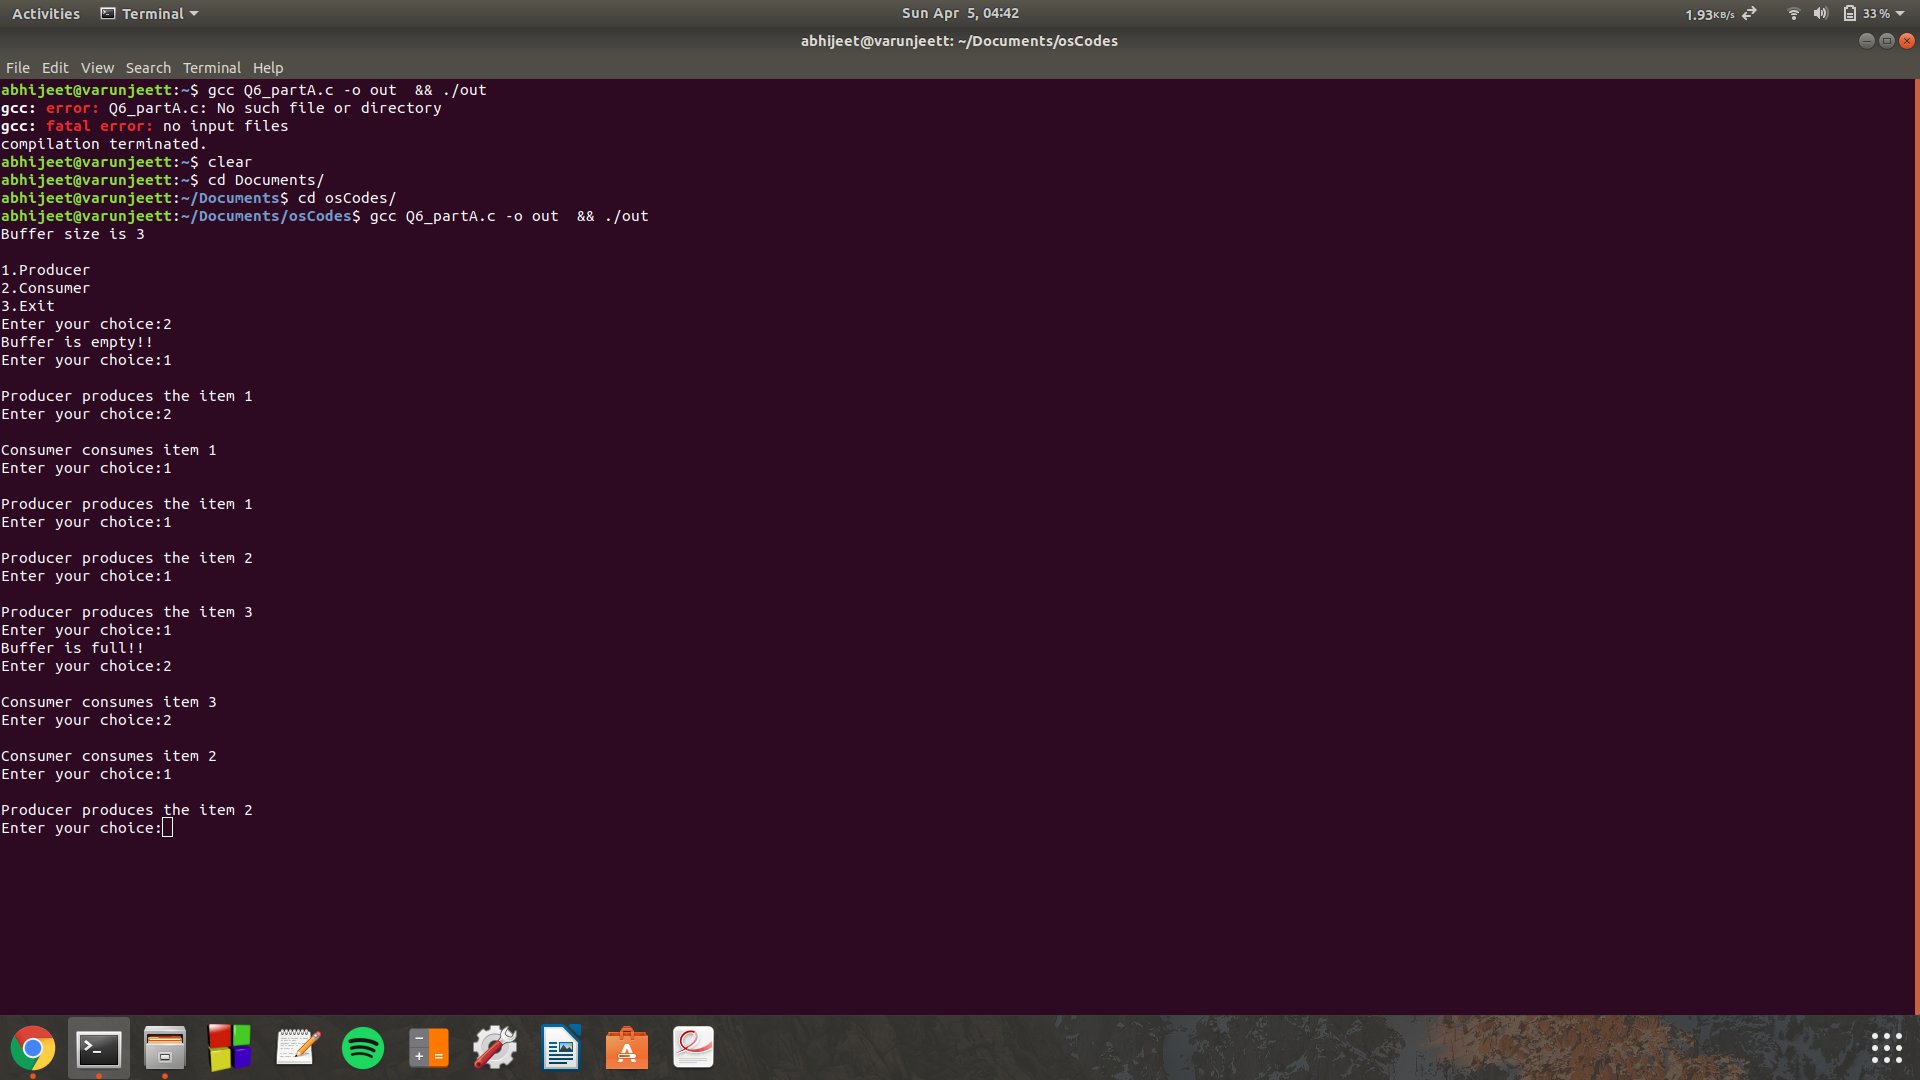 Activities Terminal Sun Apr 5, 04:42 1.93KB/s 33 %
abhijeet@varunjeett: ~/Documents/osCodes
File Edit View Search Terminal Help
abhijeet@varunjeett:~$ gcc Q6_partA.c -o out  && ./out
gcc: error: Q6_partA.c: No such file or directory
gcc: fatal error: no input files
compilation terminated.
abhijeet@varunjeett:~$ clear
abhijeet@varunjeett:~$ cd Documents/
abhijeet@varunjeett:~/Documents$ cd osCodes/
abhijeet@varunjeett:~/Documents/osCodes$ gcc Q6_partA.c -o out  && ./out
Buffer size is 3
1.Producer
2.Consumer
3.Exit
Enter your choice:2
Buffer is empty!!
Enter your choice:1
Producer produces the item 1
Enter your choice:2
Consumer consumes item 1
Enter your choice:1
Producer produces the item 1
Enter your choice:1
Producer produces the item 2
Enter your choice:1
Producer produces the item 3
Enter your choice:1
Buffer is full!!
Enter your choice:2
Consumer consumes item 3
Enter your choice:2
Consumer consumes item 2
Enter your choice:1
Producer produces the item 2
Enter your choice: